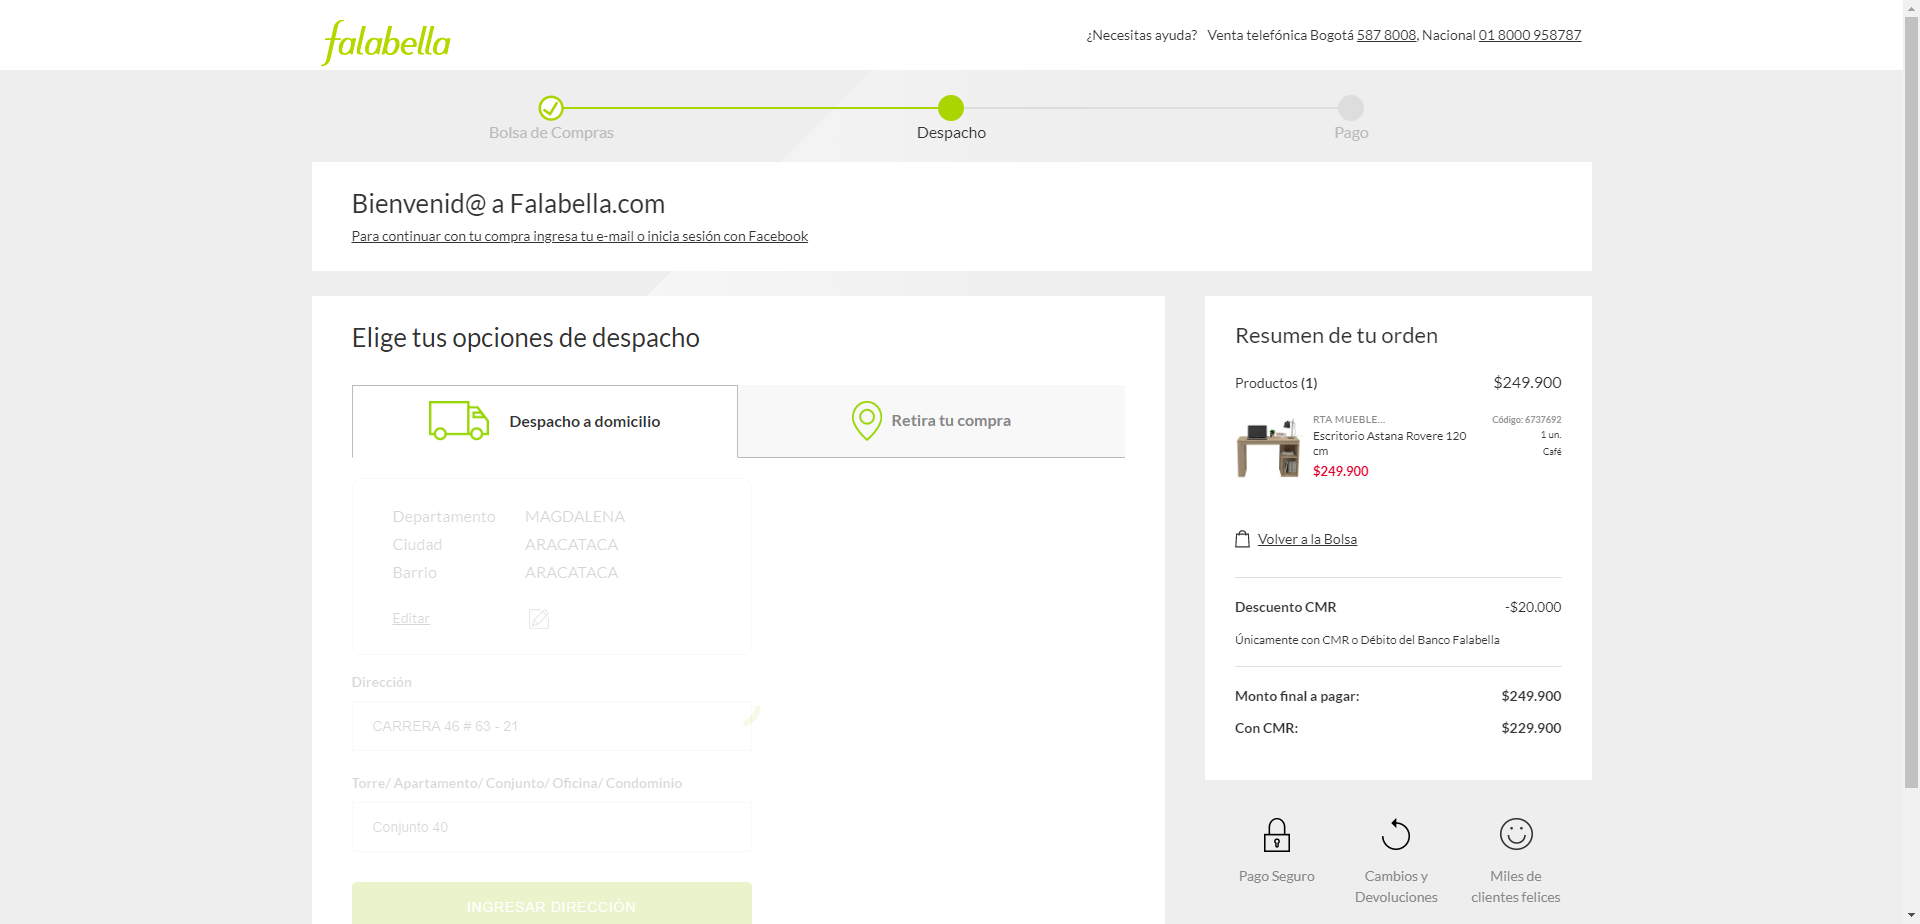 falabella
¿Necesitas ayuda? Venta telefónica Bogotá 587 8008, Nacional 01 8000 958787
Bolsa de Compras
Despacho
Pago
Bienvenid@ a Falabella.com
Para continuar con tu compra ingresa tu e-mail o inicia sesión con Facebook
Elige tus opciones de despacho
Despacho a domicilio
Retira tu compra
Departamento MAGDALENA
Ciudad ARACATACA
Barrio ARACATACA
Editar
Dirección
CARRERA 46 # 63 - 21
Torre/ Apartamento/ Conjunto/ Oficina/ Condominio
Conjunto 40
INGRESAR DIRECCIÓN
Resumen de tu orden
Productos (1) $249.900
RTA MUEBLE... Código: 6737692
Escritorio Astana Rovere 120 1 un.
cm Café
$249.900
Volver a la Bolsa
Descuento CMR -$20.000
Únicamente con CMR o Débito del Banco Falabella
Monto final a pagar: $249.900
Con CMR: $229.900
Pago Seguro
Cambios y
Devoluciones
Miles de
clientes felices